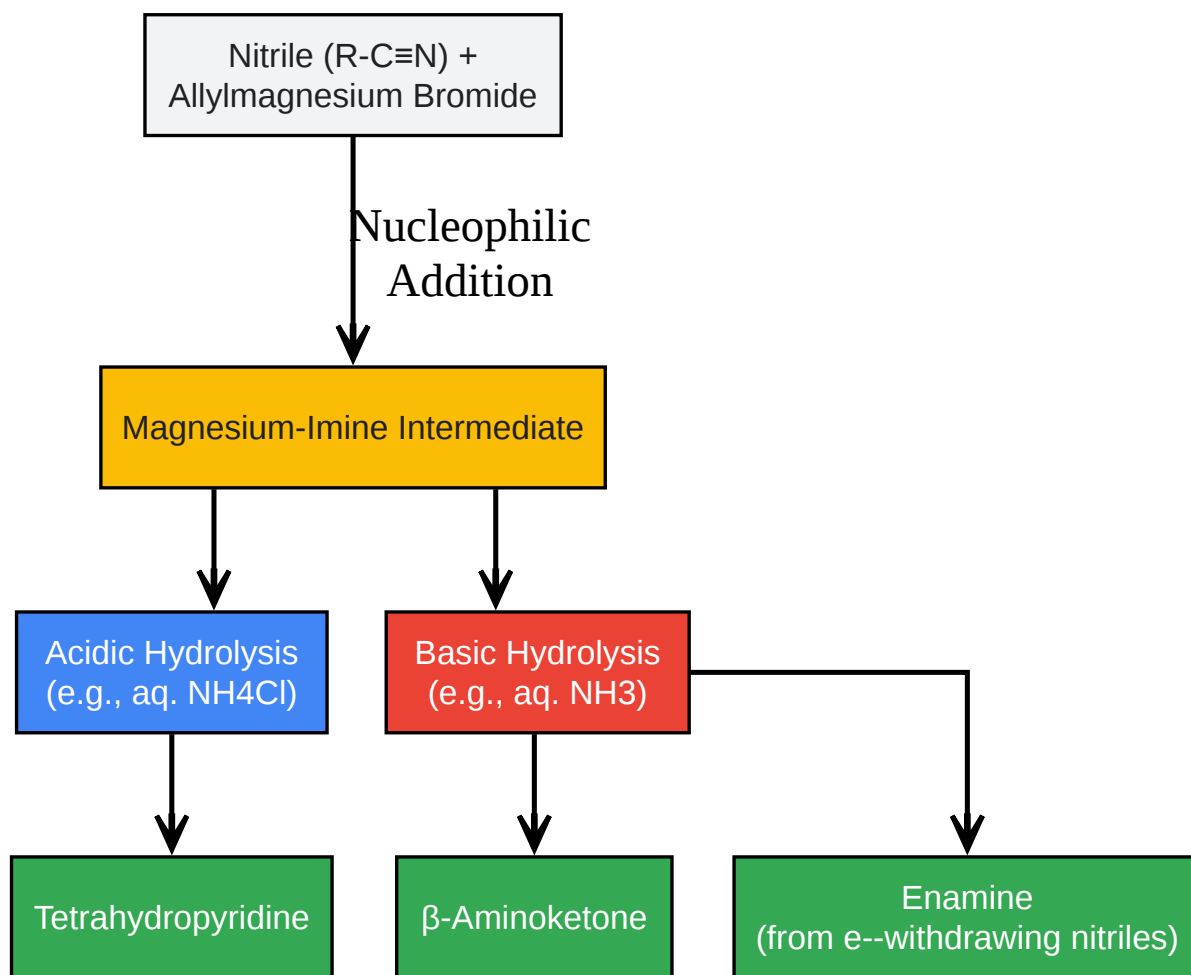 Nitrile (R-C≡N) +
Allylmagnesium Bromide
Nucleophilic
Addition
Magnesium-Imine Intermediate
Acidic Hydrolysis
(e.g., aq. NH4Cl)
Basic Hydrolysis
(e.g., aq. NH3)
Tetrahydropyridine
β-Aminoketone
Enamine
(from e--withdrawing nitriles)